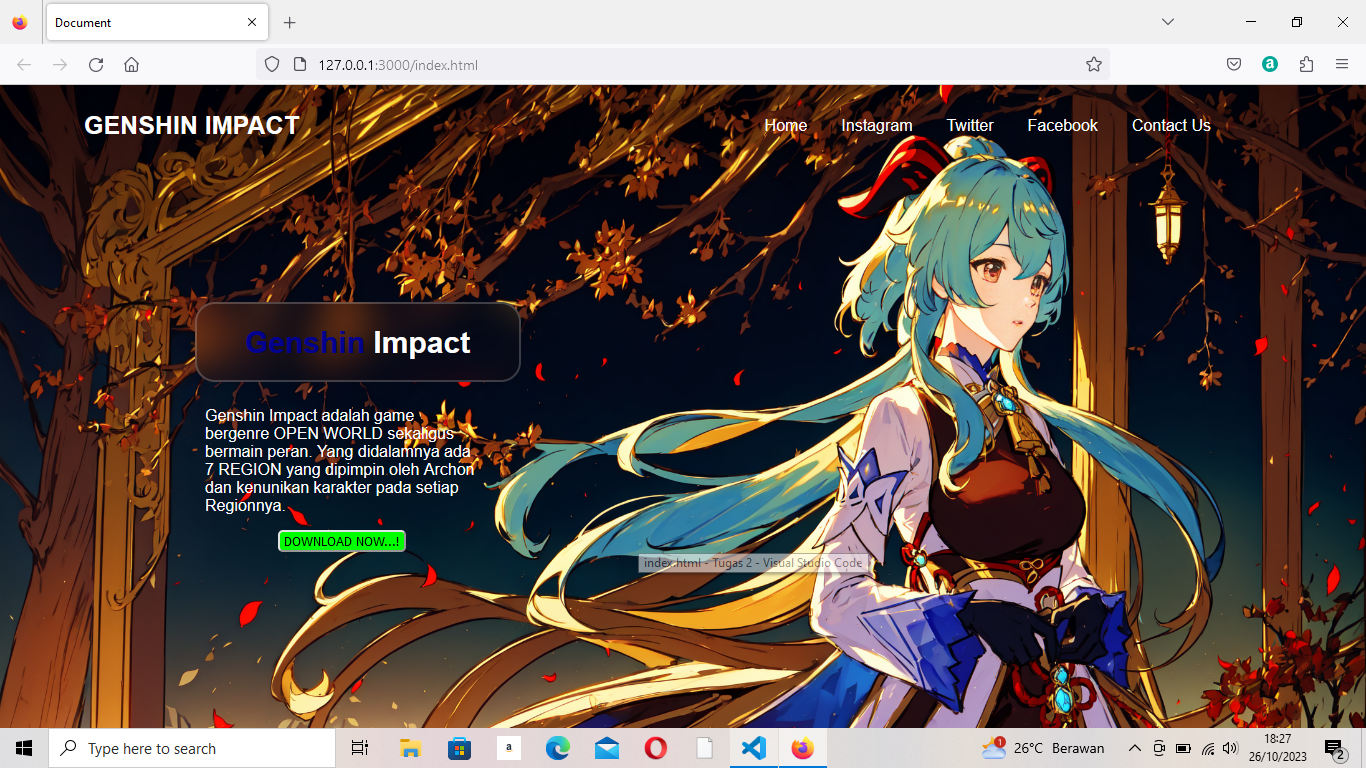 Document
127.0.0.1:3000/index.html
GENSHIN IMPACT
Home Instagram Twitter Facebook Contact Us
Genshin Impact
Genshin Impact adalah game
bergenre OPEN WORLD sekaligus
bermain peran. Yang didalamnya ada
7 REGION yang dipimpin oleh Archon
dan kenunikan karakter pada setiap
Regionnya.
DOWNLOAD NOW...!
index.html - Tugas 2 - Visual Studio Code
Type here to search
a
1
26°C Berawan
18:27
26/10/2023
2